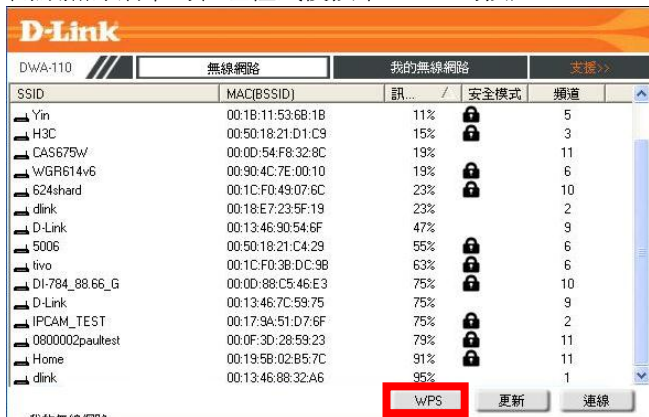 D-Link
DWA-110 無線網路 我的無線網路 支援>>
SSID MAC(BSSID) 訊... / 安全模式 頻道
Yin 00:1B:11:53:6B:1B 11% 5
H3C 00:50:18:21:D1:C9 15% 3
CAS675W 00:0D:54:F8:32:8C 19% 11
WGR614v6 00:90:4C:7E:00:10 19% 6
624shard 00:1C:F0:49:07:6C 23% 10
dlink 00:18:E7:23:5F:19 23% 2
D-Link 00:13:46:90:54:6F 47% 9
5006 00:50:18:21:C4:29 55% 6
tivo 00:1C:F0:3B:DC:9B 63% 6
DI-784_88.66_G 00:0D:88:C5:46:E3 75% 10
D-Link 00:13:46:7C:59:75 75% 9
IPCAM_TEST 00:17:9A:51:D7:6F 75% 2
0800002paultest 00:0F:3D:28:59:23 79% 11
Home 00:19:5B:02:B5:7C 91% 11
dlink 00:13:46:88:32:A6 95% 1
WPS 更新 連線